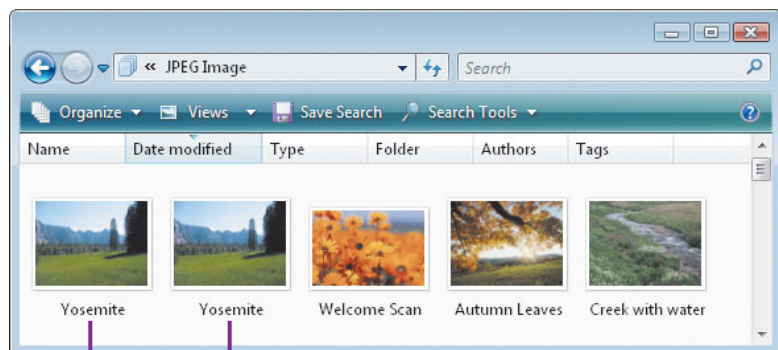 « JPEG Image Search
Organize Views Save Search Search Tools
Name Date modified Type Folder Authors Tags
Yosemite Yosemite Welcome Scan Autumn Leaves Creek with water